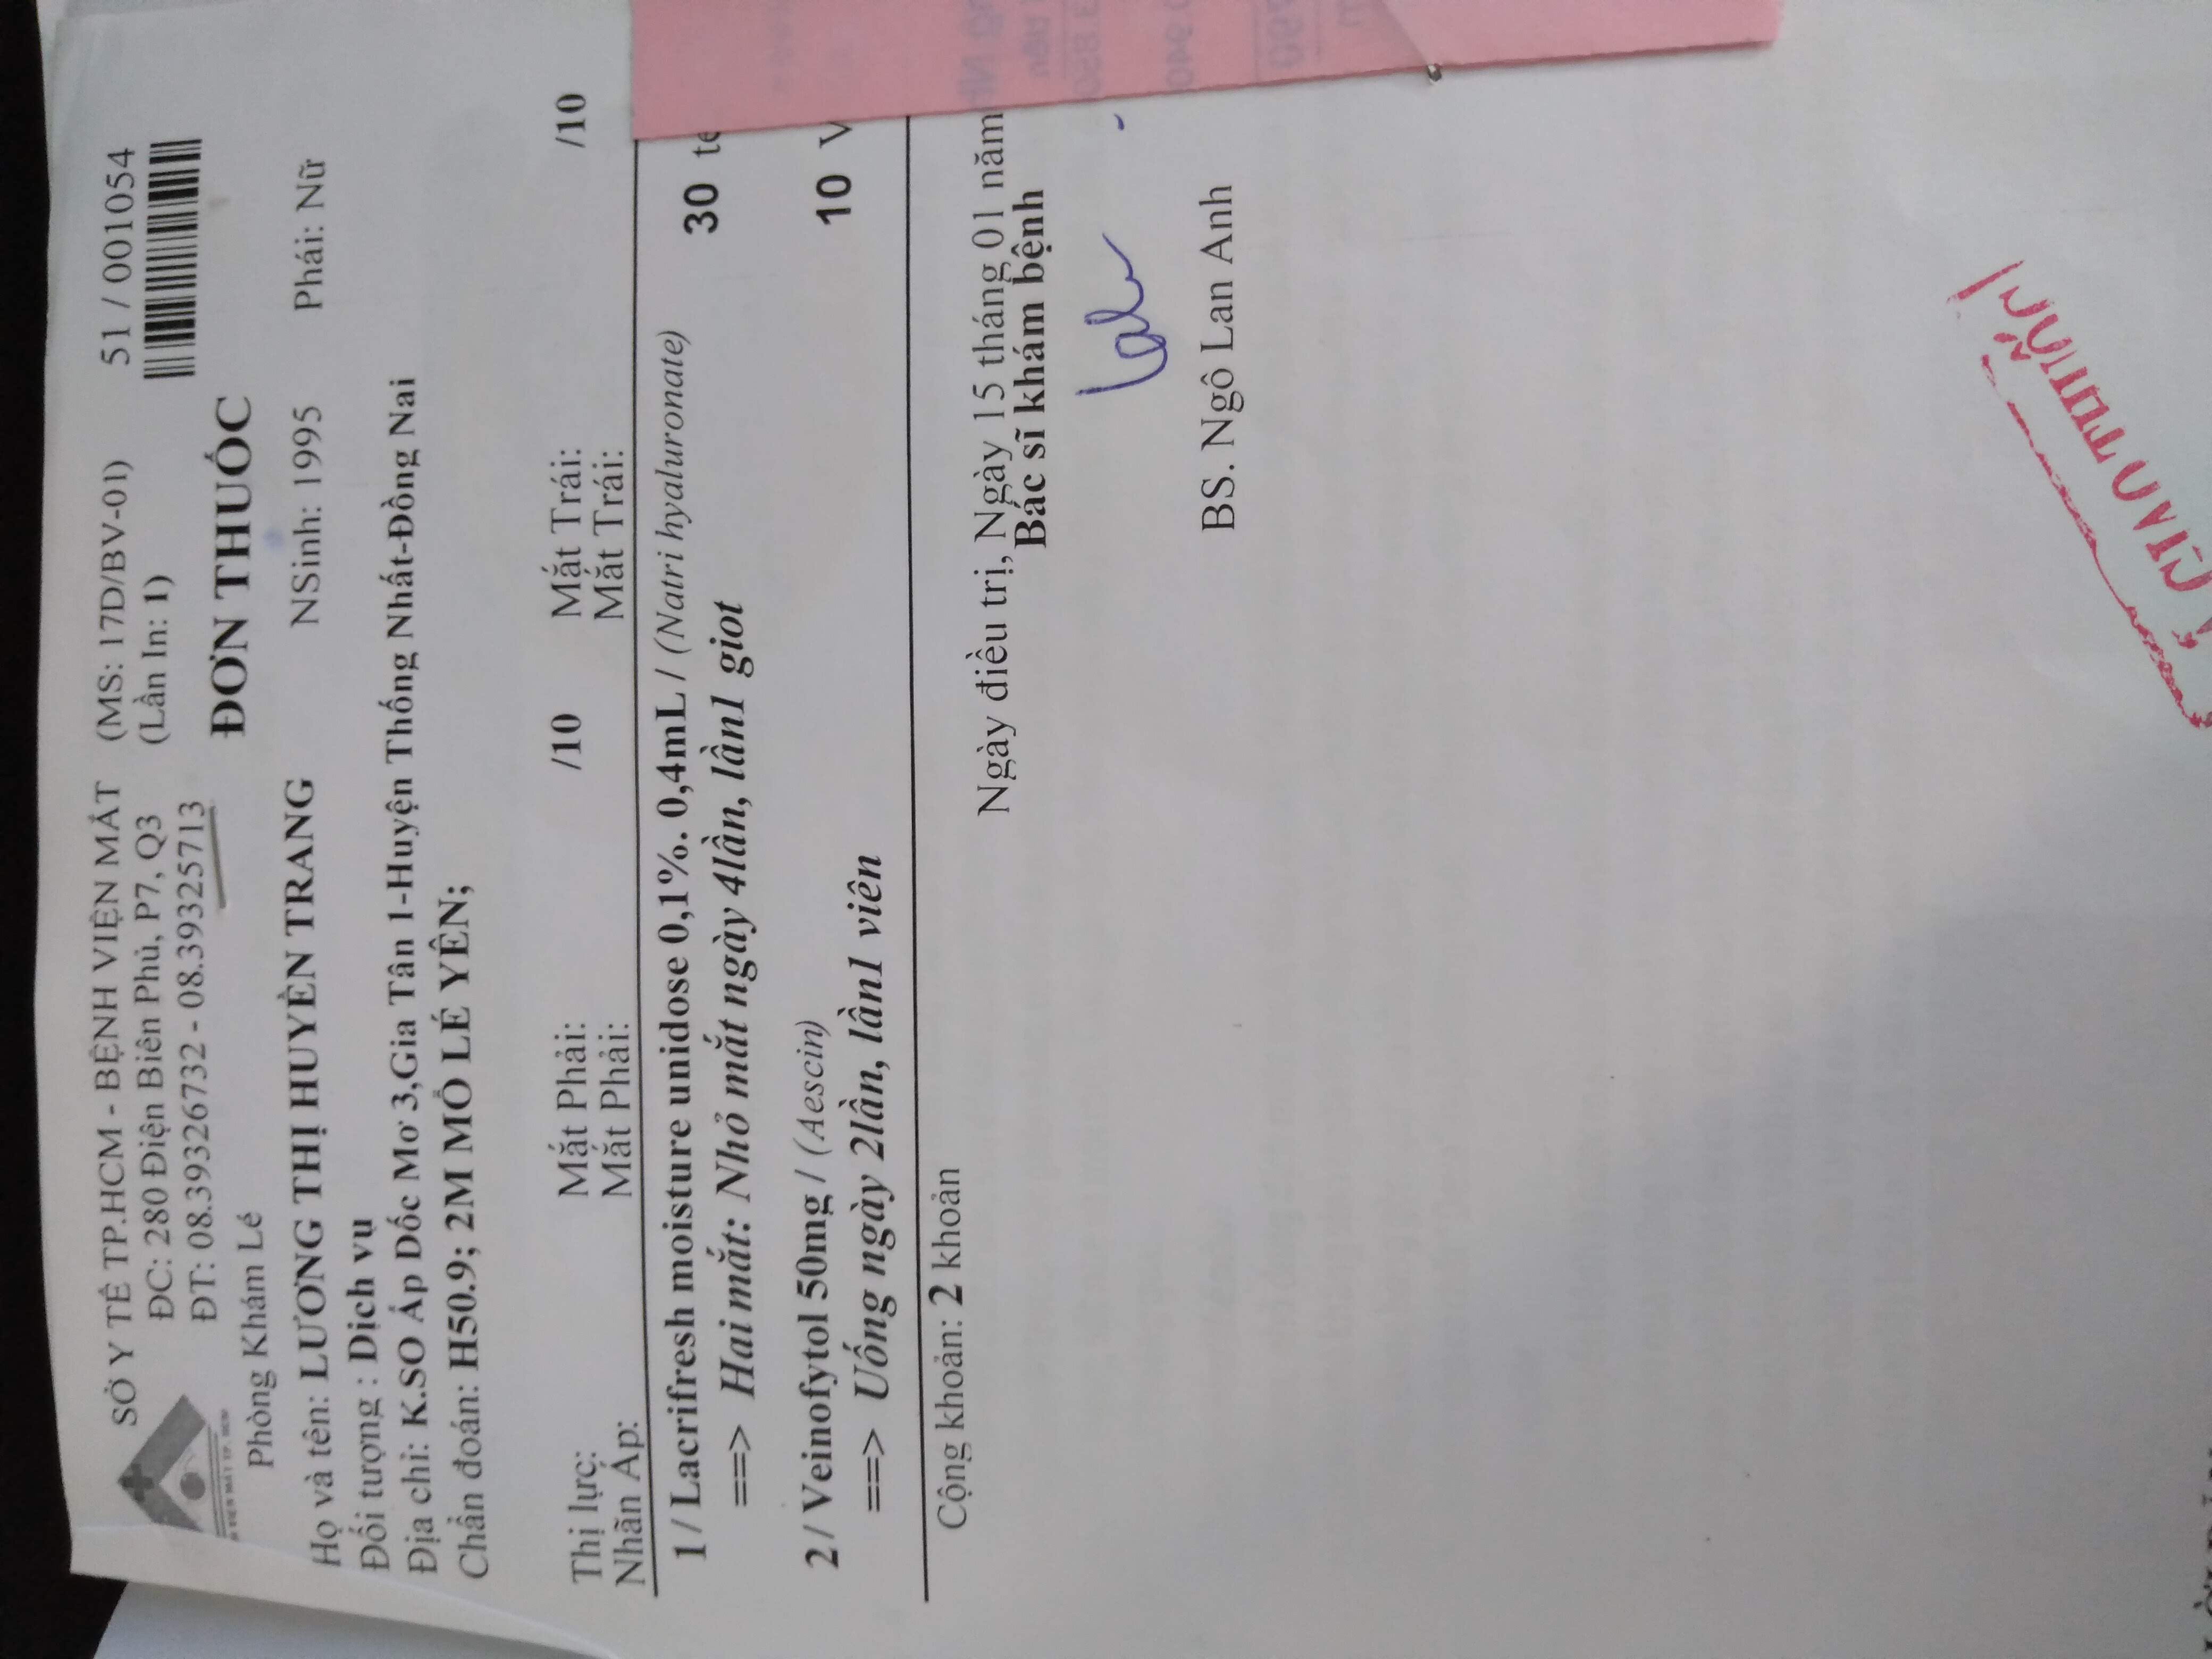 SỞ Y TẾ TP.HCM - BỆNH VIỆN MẮT (MS: 17D/BV-01) 51 / 001054
ĐC: 280 Điện Biên Phủ, P7, Q3 (Lần In: 1)
ĐT: 08.39326732 - 08.39325713
VIỆN MẮT TP. HCM
ĐƠN THUỐC
Phòng Khám Lé
Họ và tên: LƯƠNG THỊ HUYỀN TRANG NSinh: 1995 Phái: Nữ
Đối tượng : Dịch vụ
Địa chỉ: K.SO Ấp Dốc Mơ 3,Gia Tân 1-Huyện Thống Nhất-Đồng Nai
Chẩn đoán: H50.9; 2M MỔ LÉ YÊN;
Thị lực: Mắt Phải: /10 Mắt Trái: /10
Nhãn Áp: Mắt Phải: Mắt Trái:
1/ Lacrifresh moisture unidose 0,1%. 0,4mL / (Natri hyaluronate) 30 té
==> Hai mắt: Nhỏ mắt ngày 4lần, lần1 giot
2/ Veinofytol 50mg / (Aescin) 10 V
==> Uống ngày 2lần, lần1 viên
Cộng khoản: 2 khoản
Ngày điều trị, Ngày 15 tháng 01 năm
Bác sĩ khám bệnh
BS. Ngô Lan Anh
GIAO THUỐC